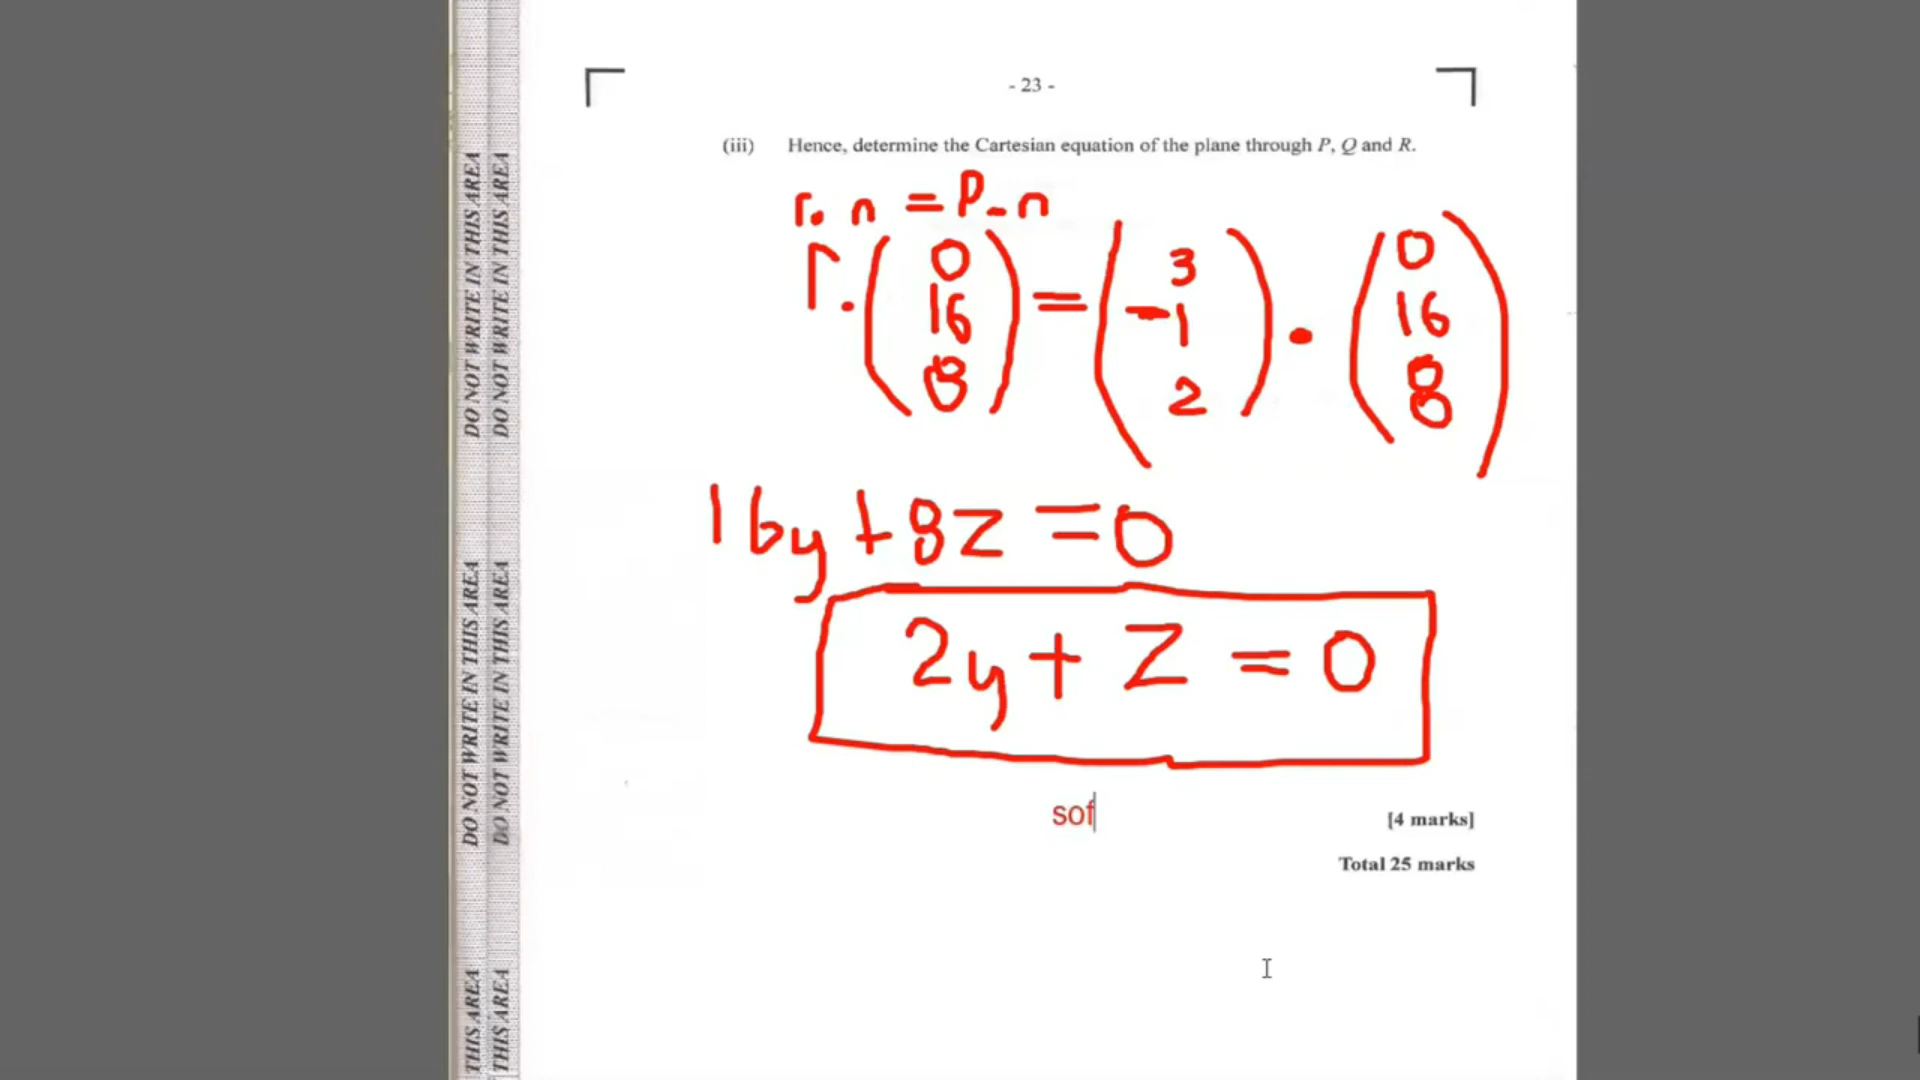 - 23 -
(iii) Hence, determine the Cartesian equation of the plane through P, Q and R.
r. n = P-n
r. (0 16 8) = (3 -1 2) . (0 16 8)
16y + 8z = 0
2y + z = 0
sof
[4 marks]
Total 25 marks
DO NOT WRITE IN THIS AREA
DO NOT WRITE IN THIS AREA
DO NOT WRITE IN THIS AREA
DO NOT WRITE IN THIS AREA
THIS AREA
THIS AREA